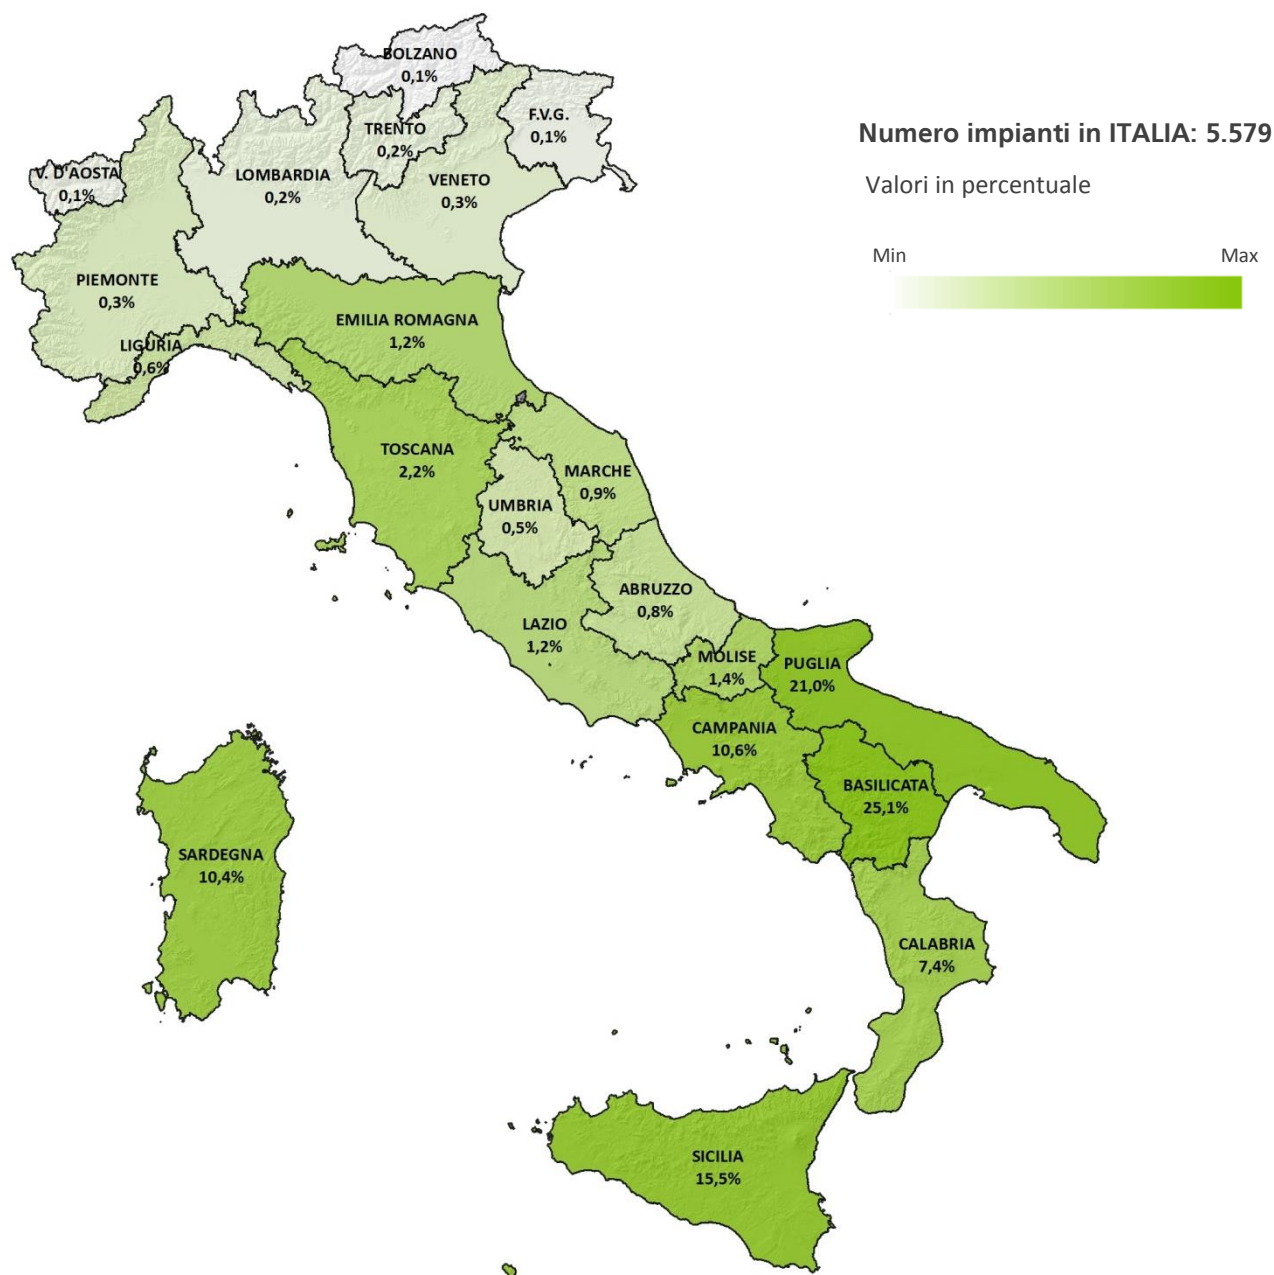 BOLZANO
0,1%
F.V.G.
0,1%
TRENTO
0,2%
V. D'AOSTA
0,1%
LOMBARDIA
0,2%
VENETO
0,3%
Numero impianti in ITALIA: 5.579
Valori in percentuale
Min
Max
PIEMONTE
0,3%
EMILIA ROMAGNA
1,2%
LIGURIA
0,6%
TOSCANA
2,2%
MARCHE
0,9%
UMBRIA
0,5%
ABRUZZO
0,8%
LAZIO
1,2%
MOLISE
1,4%
PUGLIA
21,0%
CAMPANIA
10,6%
BASILICATA
25,1%
SARDEGNA
10,4%
CALABRIA
7,4%
SICILIA
15,5%